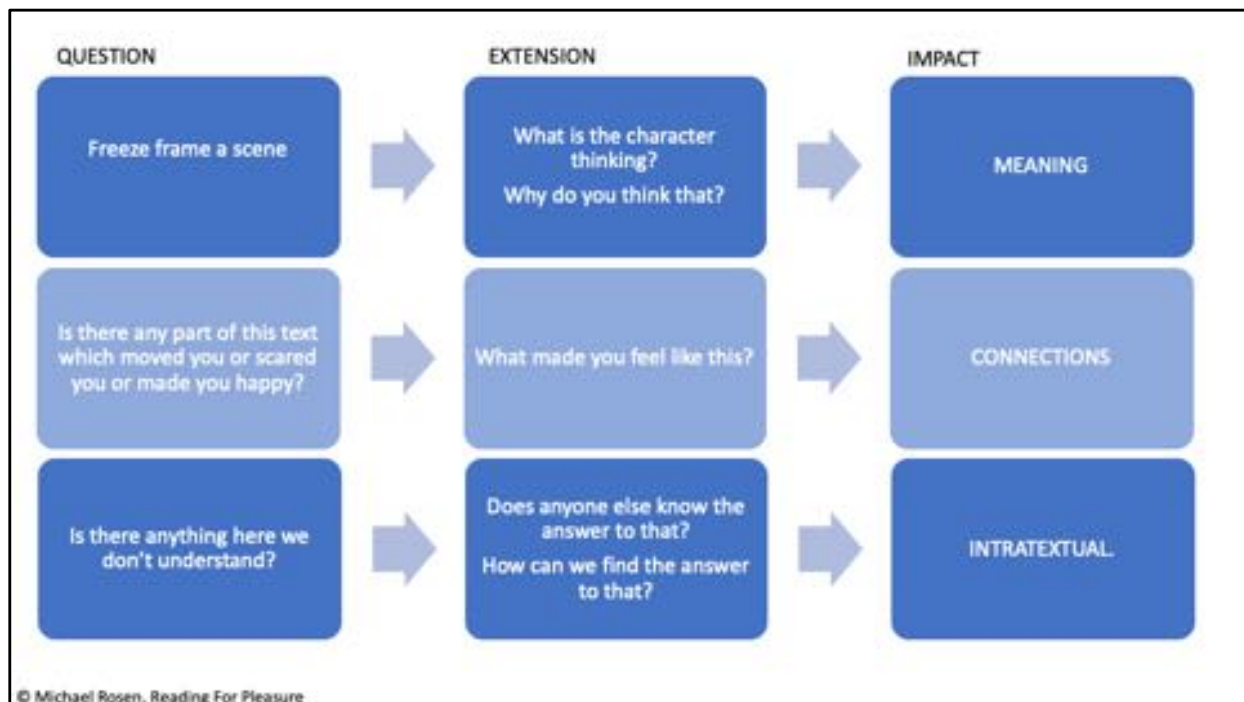 QUESTION
EXTENSION
IMPACT
Freeze frame a scene
What is the character
thinking?
Why do you think that?
MEANING
Is there any part of this text
which moved you or scared
you or made you happy?
What made you feel like this?
CONNECTIONS
Is there anything here we
don't understand?
Does anyone else know the
answer to that?
How can we find the answer
to that?
INTRATEXTUAL.
© Michael Rosen, Reading For Pleasure